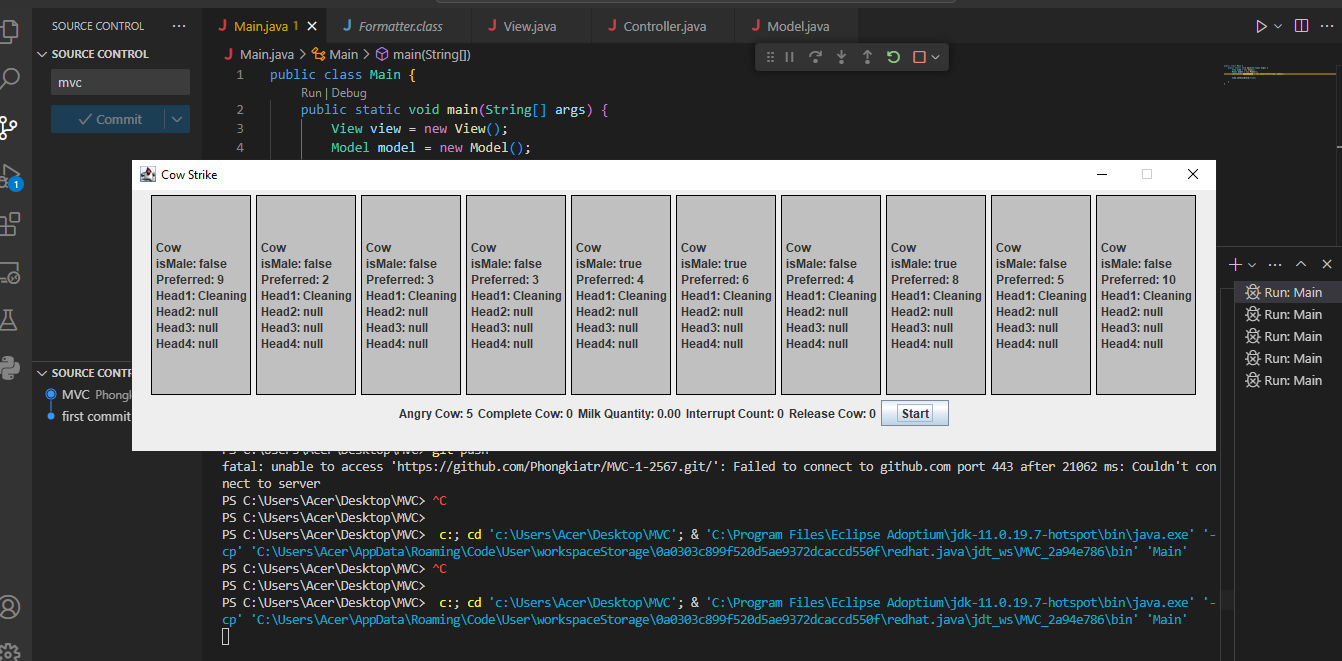 SOURCE CONTROL ...
Main.java 1
Formatter.class
View.java
Controller.java
Model.java
SOURCE CONTROL
Main.java > Main > main(String[])
mvc
Commit
1
1 public class Main {
Run | Debug
2 public static void main(String[] args) {
3 View view = new View();
4 Model model = new Model();
Cow Strike
Cow
isMale: false
Preferred: 9
Head1: Cleaning
Head2: null
Head3: null
Head4: null
Cow
isMale: false
Preferred: 2
Head1: Cleaning
Head2: null
Head3: null
Head4: null
Cow
isMale: false
Preferred: 3
Head1: Cleaning
Head2: null
Head3: null
Head4: null
Cow
isMale: false
Preferred: 3
Head1: Cleaning
Head2: null
Head3: null
Head4: null
Cow
isMale: true
Preferred: 4
Head1: Cleaning
Head2: null
Head3: null
Head4: null
Cow
isMale: true
Preferred: 6
Head1: Cleaning
Head2: null
Head3: null
Head4: null
Cow
isMale: false
Preferred: 4
Head1: Cleaning
Head2: null
Head3: null
Head4: null
Cow
isMale: true
Preferred: 8
Head1: Cleaning
Head2: null
Head3: null
Head4: null
Cow
isMale: false
Preferred: 5
Head1: Cleaning
Head2: null
Head3: null
Head4: null
Cow
isMale: false
Preferred: 10
Head1: Cleaning
Head2: null
Head3: null
Head4: null
Angry Cow: 5 Complete Cow: 0 Milk Quantity: 0.00 Interrupt Count: 0 Release Cow: 0 Start
Run: Main
Run: Main
Run: Main
Run: Main
Run: Main
SOURCE CONTR
MVC Phongk
first commit
PS C:\Users\Acer\Desktop\MVC> git push
fatal: unable to access 'https://github.com/Phongkiatr/MVC-1-2567.git/': Failed to connect to github.com port 443 after 21062 ms: Couldn't con
nect to server
PS C:\Users\Acer\Desktop\MVC> ^C
PS C:\Users\Acer\Desktop\MVC>
PS C:\Users\Acer\Desktop\MVC> c:; cd 'c:\Users\Acer\Desktop\MVC'; & 'C:\Program Files\Eclipse Adoptium\jdk-11.0.19.7-hotspot\bin\java.exe' '-
cp' 'C:\Users\Acer\AppData\Roaming\Code\User\workspaceStorage\0a0303c899f520d5ae9372dcaccd550f\redhat.java\jdt_ws\MVC_2a94e786\bin' 'Main'
PS C:\Users\Acer\Desktop\MVC> ^C
PS C:\Users\Acer\Desktop\MVC>
PS C:\Users\Acer\Desktop\MVC> c:; cd 'c:\Users\Acer\Desktop\MVC'; & 'C:\Program Files\Eclipse Adoptium\jdk-11.0.19.7-hotspot\bin\java.exe' '-
cp' 'C:\Users\Acer\AppData\Roaming\Code\User\workspaceStorage\0a0303c899f520d5ae9372dcaccd550f\redhat.java\jdt_ws\MVC_2a94e786\bin' 'Main'